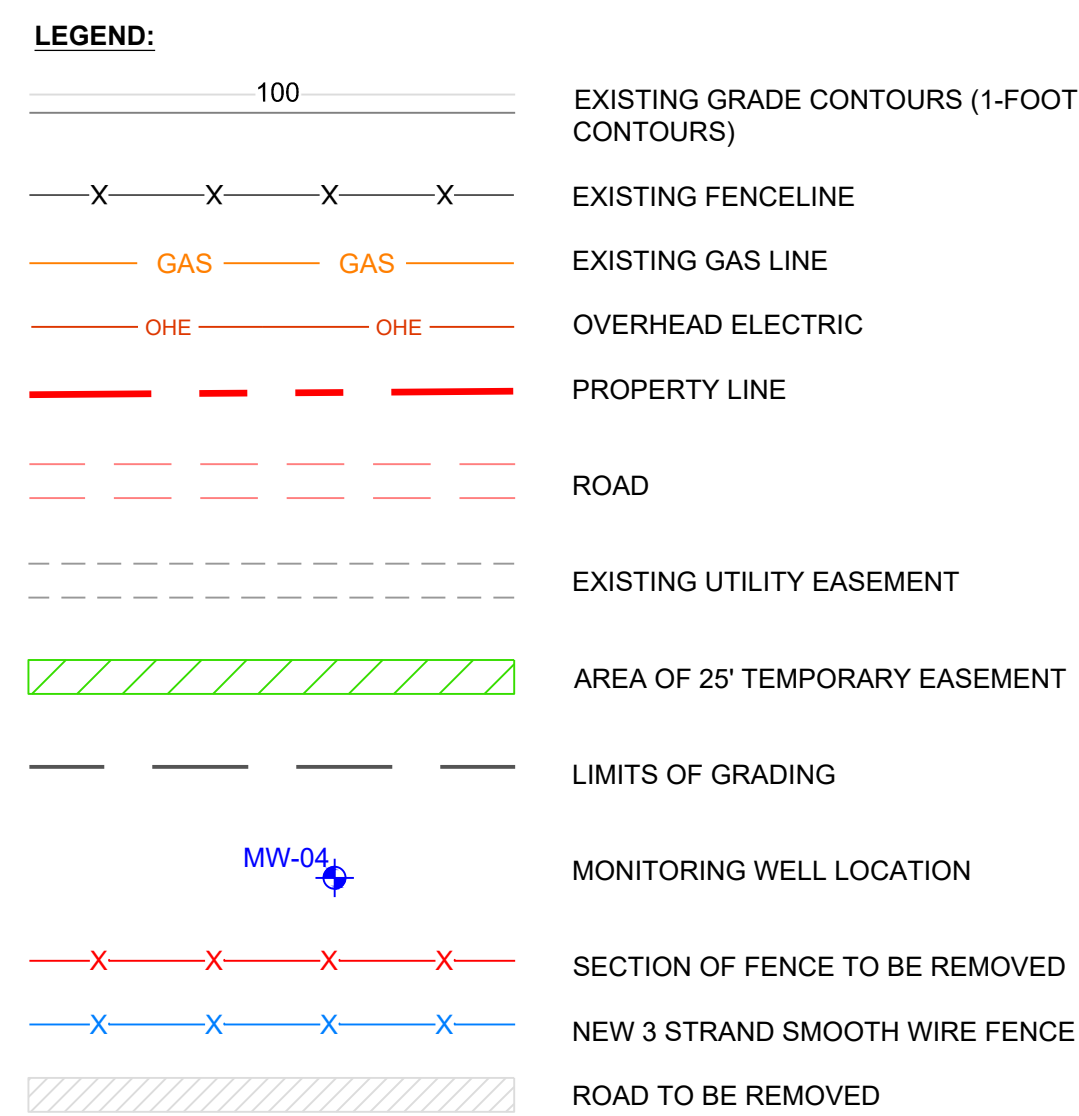 LEGEND:
100
EXISTING GRADE CONTOURS (1-FOOT
CONTOURS)
X X X X
EXISTING FENCELINE
GAS GAS
EXISTING GAS LINE
OHE OHE
OVERHEAD ELECTRIC
PROPERTY LINE
ROAD
EXISTING UTILITY EASEMENT
AREA OF 25' TEMPORARY EASEMENT
LIMITS OF GRADING
MW-04
MONITORING WELL LOCATION
X X X X
SECTION OF FENCE TO BE REMOVED
X X X X
NEW 3 STRAND SMOOTH WIRE FENCE
ROAD TO BE REMOVED